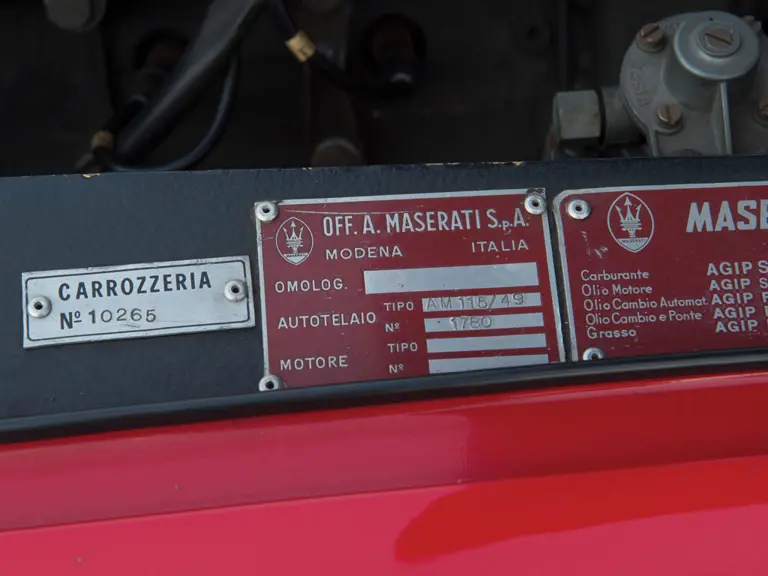 CARROZZERIA
Nº 10265
OFF. A. MASERATI S.p.A.
MODENA ITALIA
OMOLOG.
AUTOTELAIO TIPO AM 115/49
Nº 1760
MOTORE TIPO
Nº
MASE
Carburante AGIP S
Olio Motore AGIP S
Olio Cambio Automat. AGIP F
Olio Cambio e Ponte AGIP
Grasso AGIP